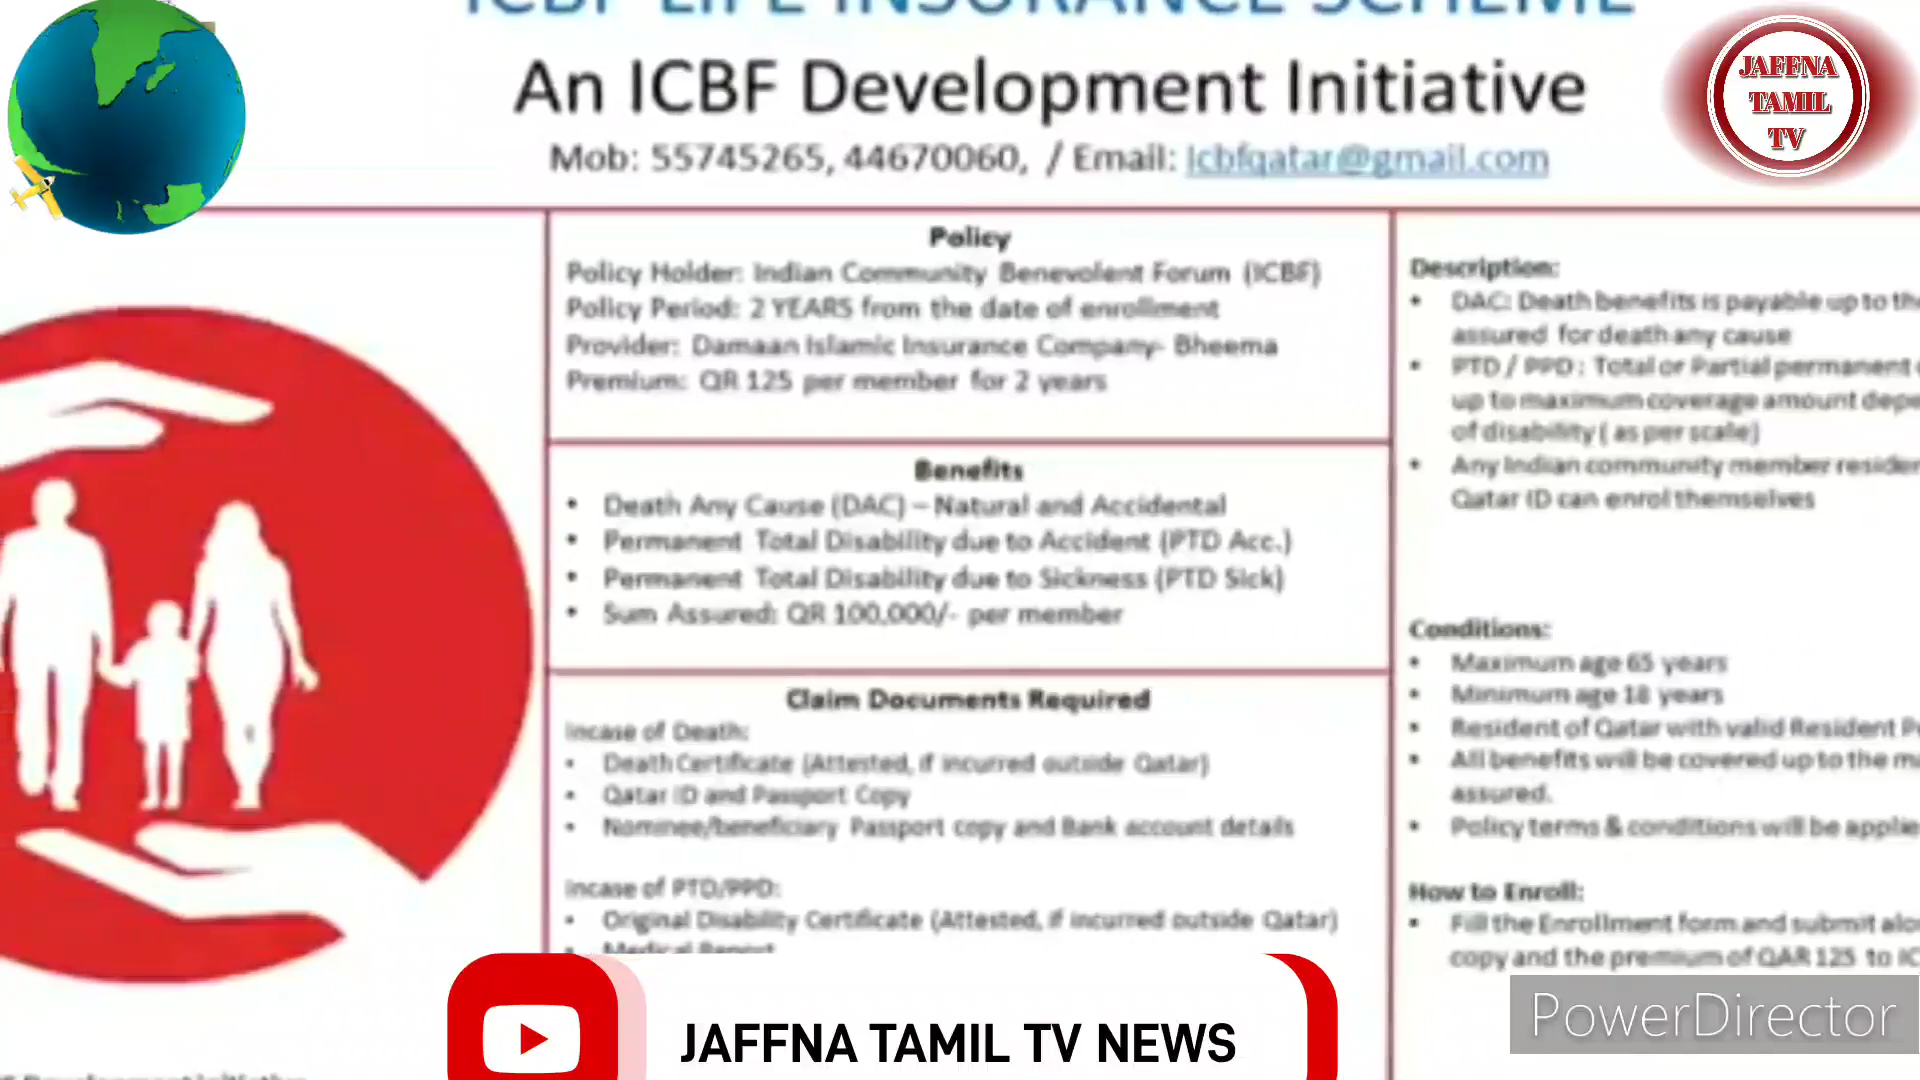 ICBF LIFE INSURANCE SCHEME
An ICBF Development Initiative
Mob: 55745265, 44670060, / Email: icbfqatar@gmail.com
JAFFNA
TAMIL
TV
Policy
Policy Holder: Indian Community Benevolent Forum (ICBF)
Policy Period: 2 YEARS from the date of enrollment
Provider: Damaan Islamic Insurance Company- Bheema
Premium: QR 125 per member for 2 years
Benefits
• Death Any Cause (DAC) – Natural and Accidental
• Permanent Total Disability due to Accident (PTD Acc.)
• Permanent Total Disability due to Sickness (PTD Sick)
• Sum Assured: QR 100,000/- per member
Claim Documents Required
Incase of Death:
• Death Certificate (Attested, if incurred outside Qatar)
• Qatar ID and Passport Copy
• Nominee/beneficiary Passport copy and Bank account details
Incase of PTD/PPD:
• Original Disability Certificate (Attested, if incurred outside Qatar)
• Medical Report
Description:
• DAC: Death benefits is payable up to the
assured for death any cause
• PTD / PPD : Total or Partial permanent
up to maximum coverage amount depe
of disability ( as per scale)
• Any Indian community member residen
Qatar ID can enrol themselves
Conditions:
• Maximum age 65 years
• Minimum age 18 years
• Resident of Qatar with valid Resident Pe
• All benefits will be covered up to the ma
assured.
• Policy terms & conditions will be applie
How to Enroll:
• Fill the Enrollment form and submit alo
copy and the premium of QAR 125 to IC
PowerDirector
JAFFNA TAMIL TV NEWS